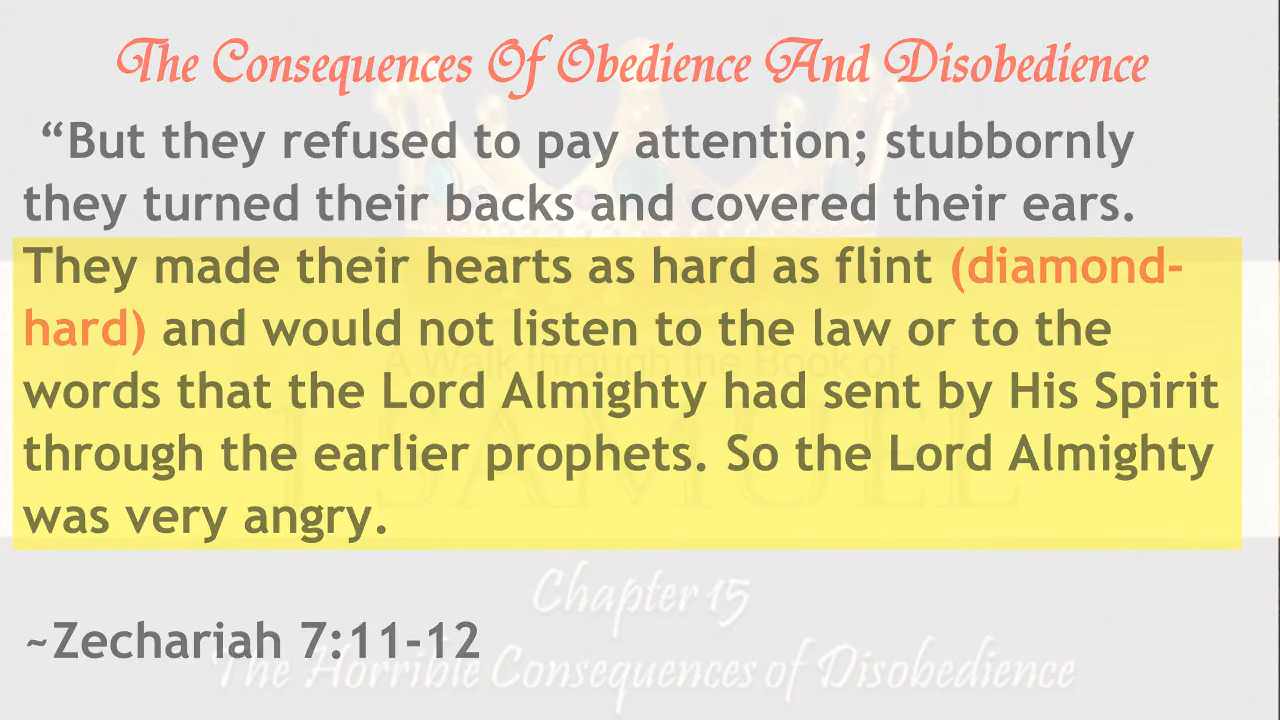 The Consequences Of Obedience And Disobedience
“But they refused to pay attention; stubbornly
they turned their backs and covered their ears.
They made their hearts as hard as flint (diamond-
hard) and would not listen to the law or to the
A Walk through the Book of
words that the Lord Almighty had sent by His Spirit
through the earlier prophets. So the Lord Almighty
1 SAMUEL
was very angry.
Chapter 15
~Zechariah 7:11-12
The Horrible Consequences of Disobedience